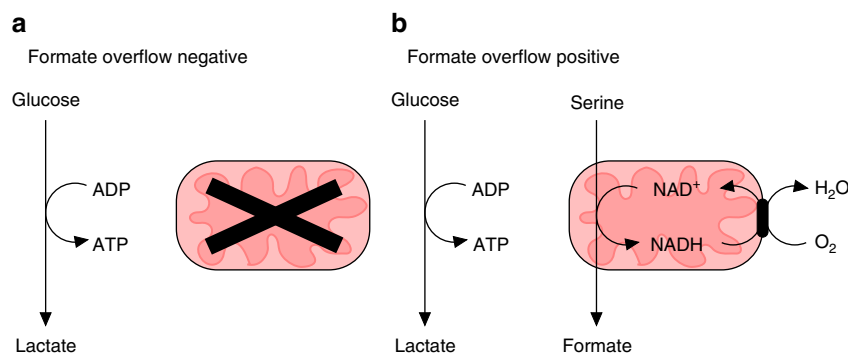 a
Formate overflow negative
Glucose
ADP
ATP
Lactate
b
Formate overflow positive
Glucose
ADP
ATP
Lactate
Serine
NAD⁺
NADH
H₂O
O₂
Formate